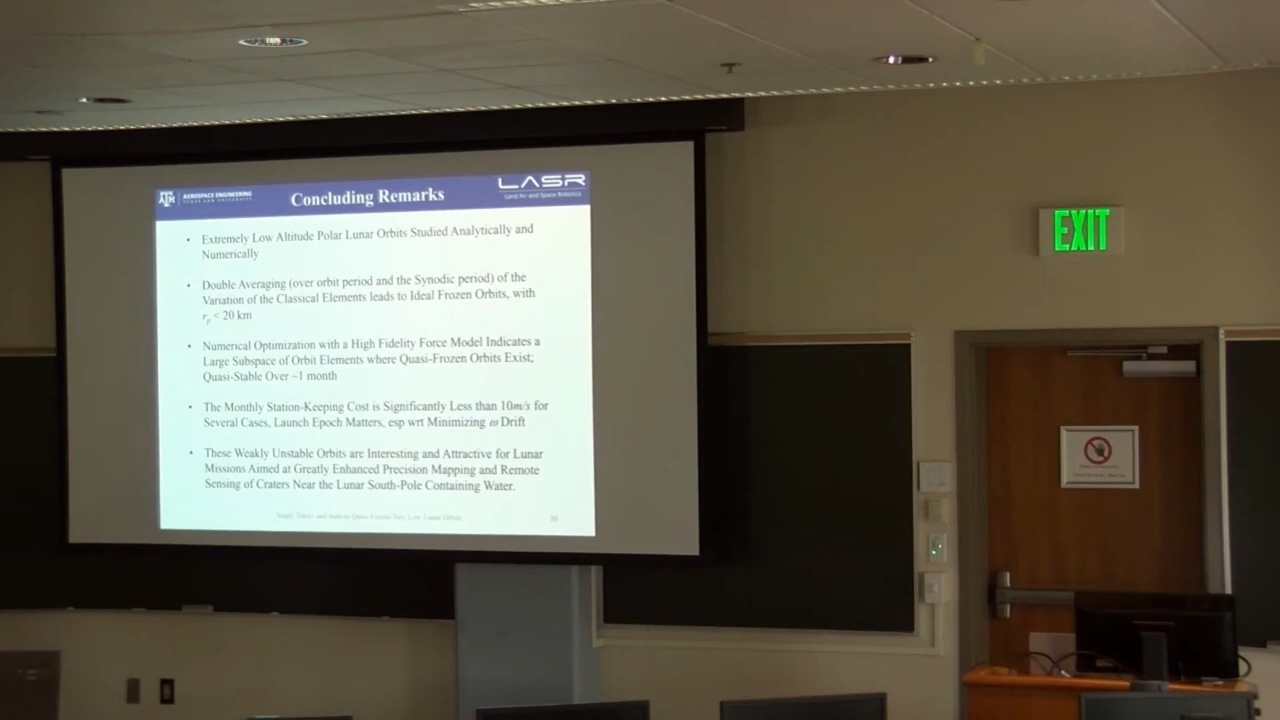 AEROSPACE ENGINEERING
TEXAS A&M UNIVERSITY
Concluding Remarks
LASR
Land Air and Space Robotics
• Extremely Low Altitude Polar Lunar Orbits Studied Analytically and
Numerically
• Double Averaging (over orbit period and the Synodic period) of the
Variation of the Classical Elements leads to Ideal Frozen Orbits, with
rₚ < 20 km
• Numerical Optimization with a High Fidelity Force Model Indicates a
Large Subspace of Orbit Elements where Quasi-Frozen Orbits Exist;
Quasi-Stable Over ~1 month
• The Monthly Station-Keeping Cost is Significantly Less than 10m/s for
Several Cases, Launch Epoch Matters, esp wrt Minimizing ω Drift
• These Weakly Unstable Orbits are Interesting and Attractive for Lunar
Missions Aimed at Greatly Enhanced Precision Mapping and Remote
Sensing of Craters Near the Lunar South-Pole Containing Water.
EXIT